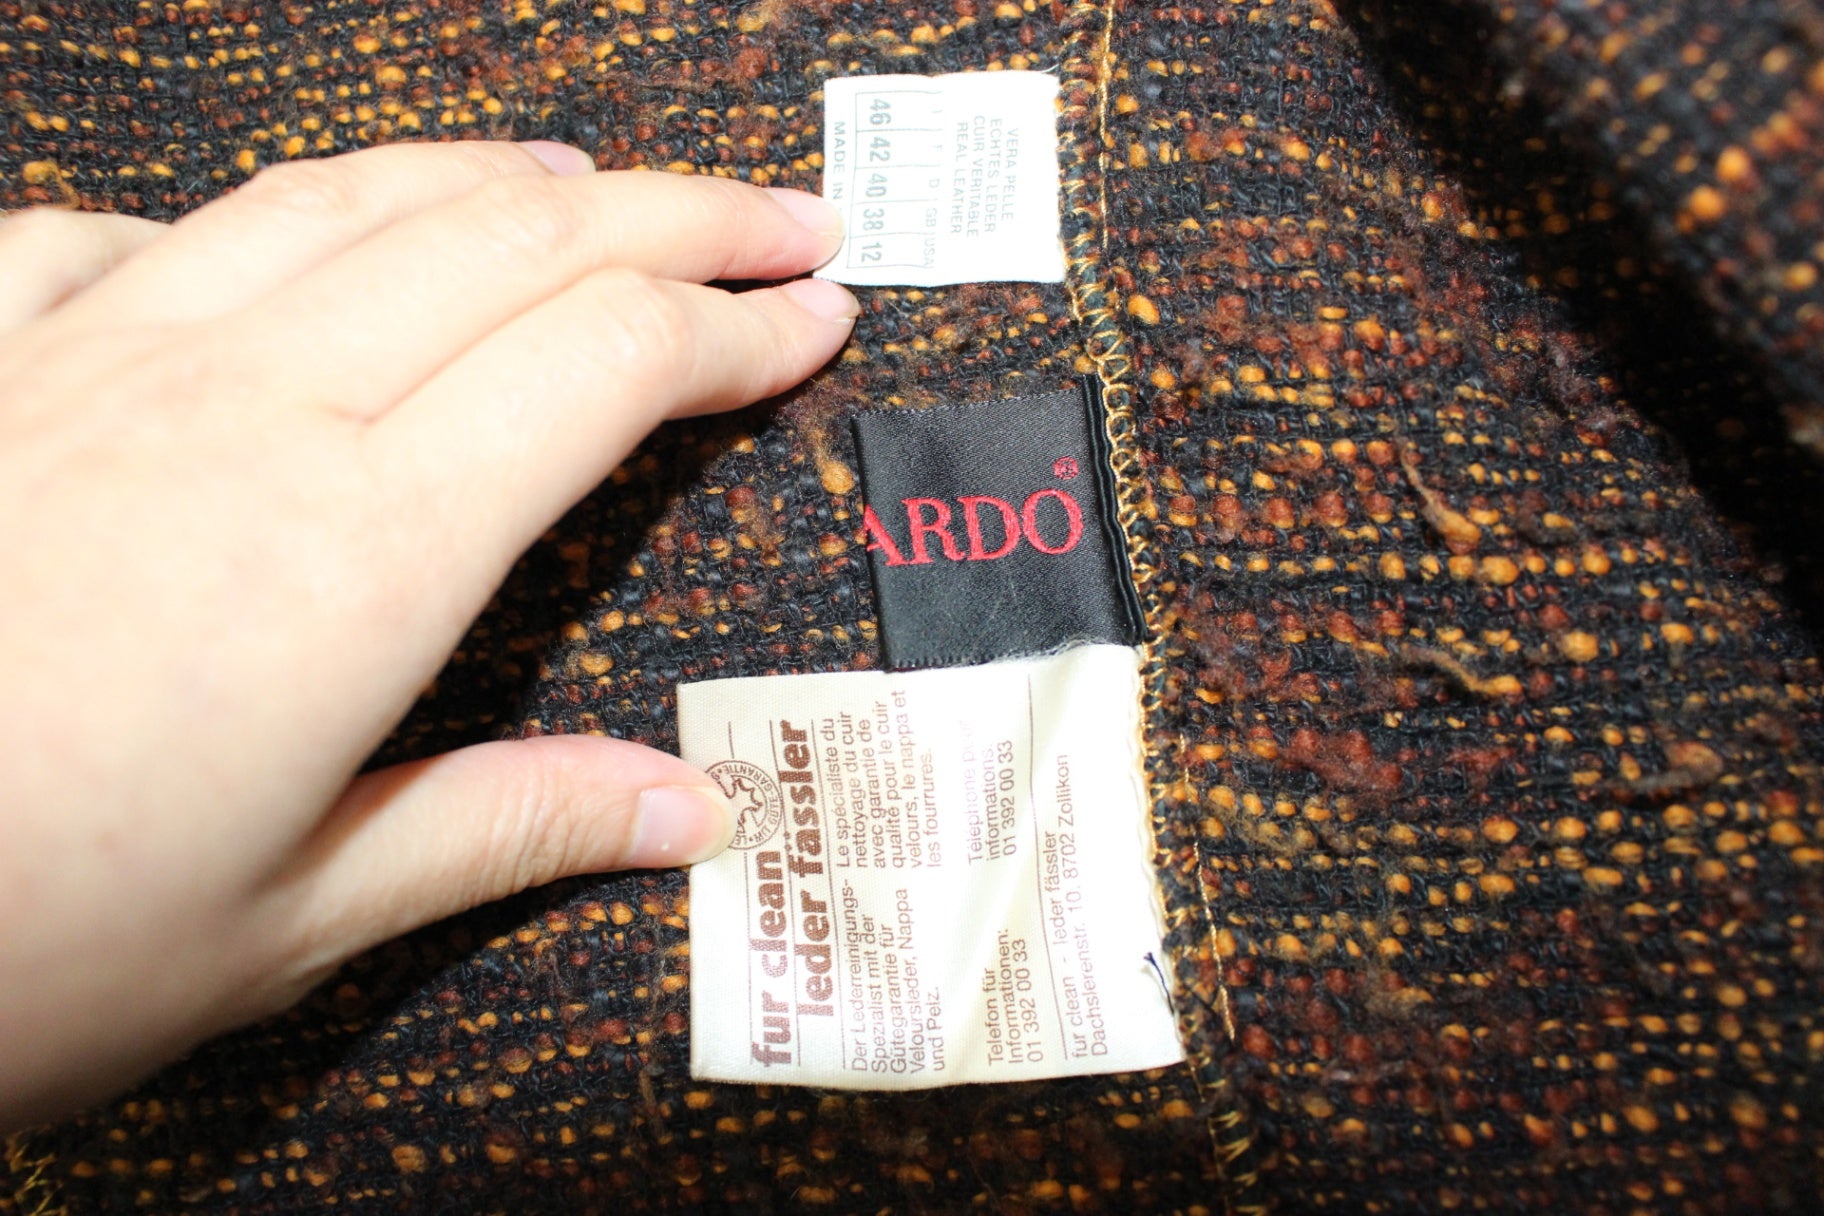 VERA PELLE
ECHTES LEDER
CUIR VERITABLE
REAL LEATHER
I F D GB USA
46 42 40 38 12
MADE IN
ARDO®
fur clean
leder fässler
Der Lederreinigungs-
Spezialist mit der
Gütegarantie für
Veloursleder, Nappa
und Pelz.
Le spécialiste du
nettoyage du cuir
avec garantie de
qualité pour le cuir
velours, le nappa et
les fourrures.
Telefon für
Informationen:
01 392 00 33
Téléphone pour
informations.
01 392 00 33
fur clean - leder fässler
Dachslerenstr. 10. 8702 Zollikon